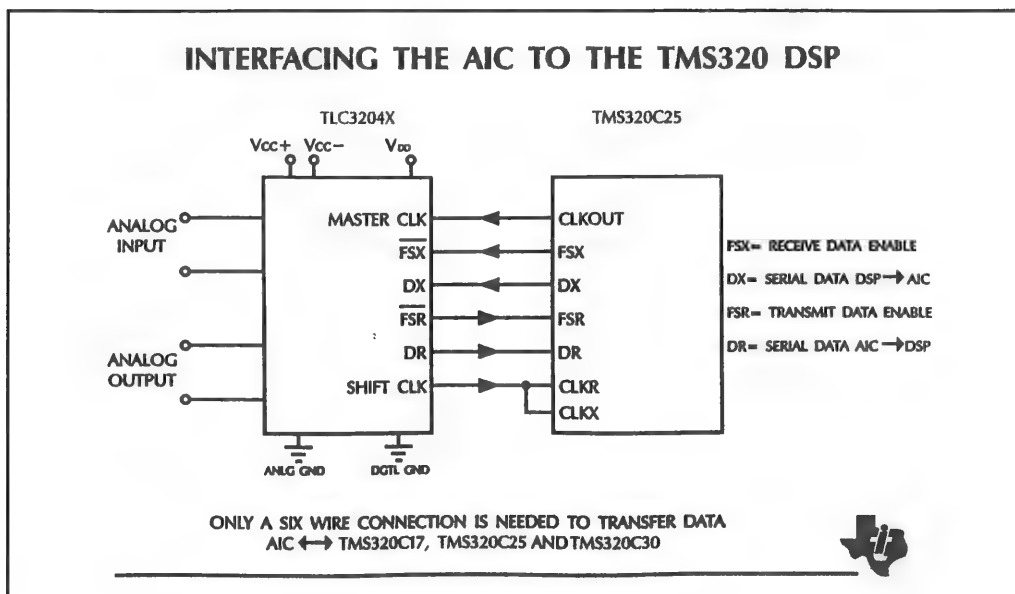 INTERFACING THE AIC TO THE TMS320 DSP
TLC3204X
TMS320C25
Vcc+ Vcc− VDD
ANALOG
INPUT
ANALOG
OUTPUT
MASTER CLK
FSX
DX
FSR
DR
SHIFT CLK
CLKOUT
FSX
DX
FSR
DR
CLKR
CLKX
FSX= RECEIVE DATA ENABLE
DX= SERIAL DATA DSP→AIC
FSR= TRANSMIT DATA ENABLE
DR= SERIAL DATA AIC→DSP
ANLG GND
DGTL GND
ONLY A SIX WIRE CONNECTION IS NEEDED TO TRANSFER DATA
AIC ↔ TMS320C17, TMS320C25 AND TMS320C30